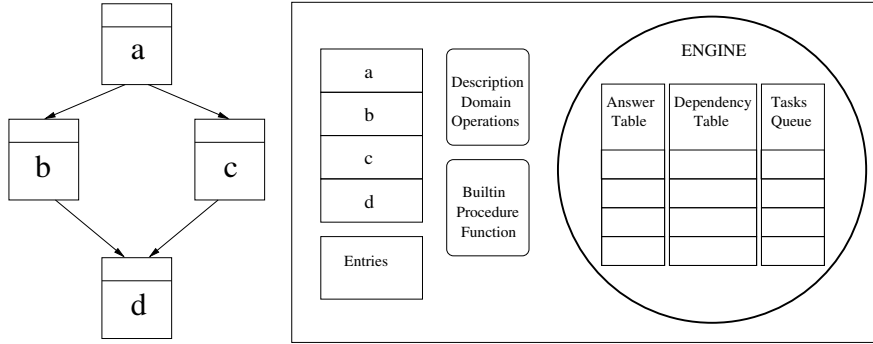 a
b
c
d
a
b
c
d
Entries
Description
Domain
Operations
Builtin
Procedure
Function
ENGINE
Answer
Table
Dependency
Table
Tasks
Queue